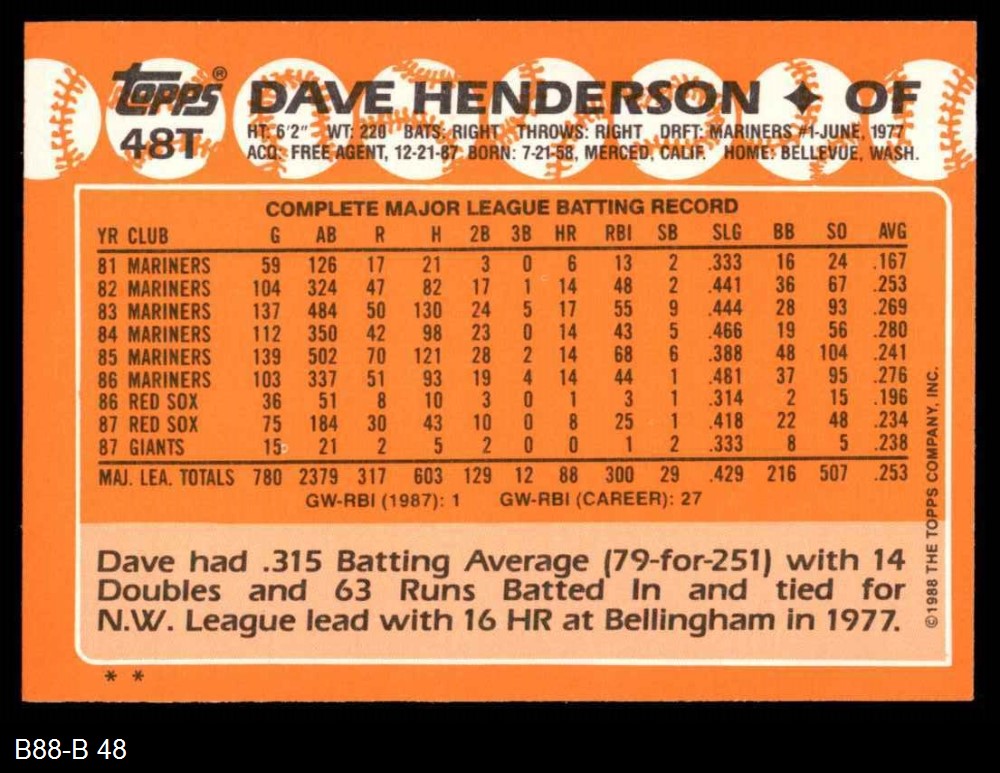 topps® DAVE HENDERSON ✦ OF
48T HT: 6'2" WT: 220 BATS: RIGHT THROWS: RIGHT DRFT: MARINERS #1-JUNE, 1977
ACQ: FREE AGENT, 12-21-87 BORN: 7-21-58, MERCED, CALIF. HOME: BELLEVUE, WASH.
COMPLETE MAJOR LEAGUE BATTING RECORD
YR CLUB G AB R H 2B 3B HR RBI SB SLG BB SO AVG
81 MARINERS 59 126 17 21 3 0 6 13 2 .333 16 24 .167
82 MARINERS 104 324 47 82 17 1 14 48 2 .441 36 67 .253
83 MARINERS 137 484 50 130 24 5 17 55 9 .444 28 93 .269
84 MARINERS 112 350 42 98 23 0 14 43 5 .466 19 56 .280
85 MARINERS 139 502 70 121 28 2 14 68 6 .388 48 104 .241
86 MARINERS 103 337 51 93 19 4 14 44 1 .481 37 95 .276
86 RED SOX 36 51 8 10 3 0 1 3 1 .314 2 15 .196
87 RED SOX 75 184 30 43 10 0 8 25 1 .418 22 48 .234
87 GIANTS 15 21 2 5 2 0 0 1 2 .333 8 5 .238
MAJ. LEA. TOTALS 780 2379 317 603 129 12 88 300 29 .429 216 507 .253
GW-RBI (1987): 1 GW-RBI (CAREER): 27
Dave had .315 Batting Average (79-for-251) with 14
Doubles and 63 Runs Batted In and tied for
N.W. League lead with 16 HR at Bellingham in 1977.
©1988 THE TOPPS COMPANY, INC.
* *
B88-B 48